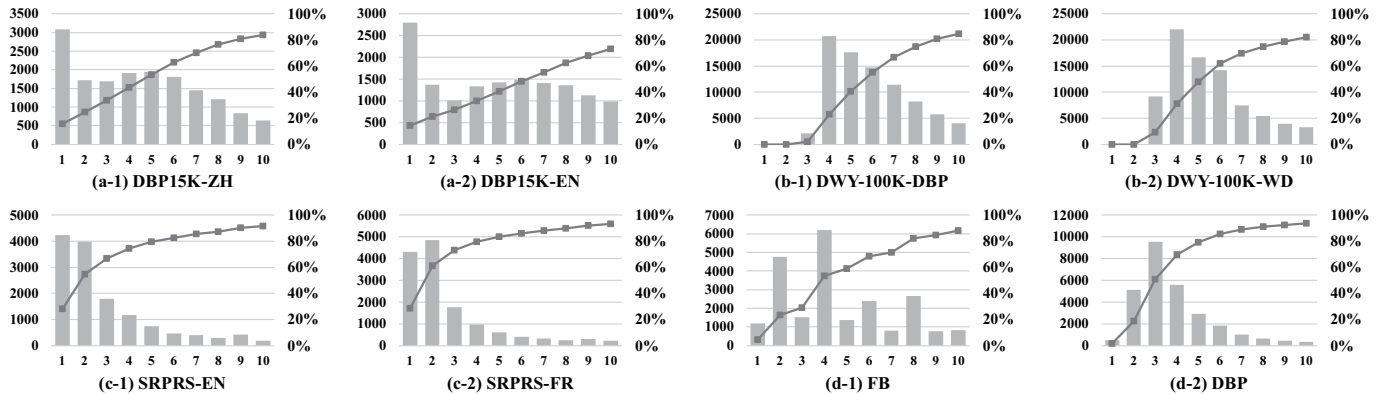 3500 3000 2500 2000 1500 1000 500 0
100% 80% 60% 40% 20% 0%
1 2 3 4 5 6 7 8 9 10
(a-1) DBP15K-ZH
3000 2500 2000 1500 1000 500 0
100% 80% 60% 40% 20% 0%
1 2 3 4 5 6 7 8 9 10
(a-2) DBP15K-EN
25000 20000 15000 10000 5000 0
100% 80% 60% 40% 20% 0%
1 2 3 4 5 6 7 8 9 10
(b-1) DWY-100K-DBP
25000 20000 15000 10000 5000 0
100% 80% 60% 40% 20% 0%
1 2 3 4 5 6 7 8 9 10
(b-2) DWY-100K-WD
5000 4000 3000 2000 1000 0
100% 80% 60% 40% 20% 0%
1 2 3 4 5 6 7 8 9 10
(c-1) SRPRS-EN
6000 5000 4000 3000 2000 1000 0
100% 80% 60% 40% 20% 0%
1 2 3 4 5 6 7 8 9 10
(c-2) SRPRS-FR
7000 6000 5000 4000 3000 2000 1000 0
100% 80% 60% 40% 20% 0%
1 2 3 4 5 6 7 8 9 10
(d-1) FB
12000 10000 8000 6000 4000 2000 0
100% 80% 60% 40% 20% 0%
1 2 3 4 5 6 7 8 9 10
(d-2) DBP